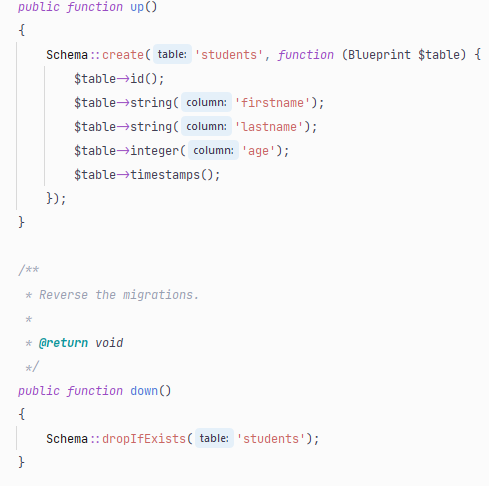 public function up()
{
Schema::create( table: 'students', function (Blueprint $table) {
$table->id();
$table->string( column: 'firstname');
$table->string( column: 'lastname');
$table->integer( column: 'age');
$table->timestamps();
});
}
/**
* Reverse the migrations.
*
* @return void
*/
public function down()
{
Schema::dropIfExists( table: 'students');
}